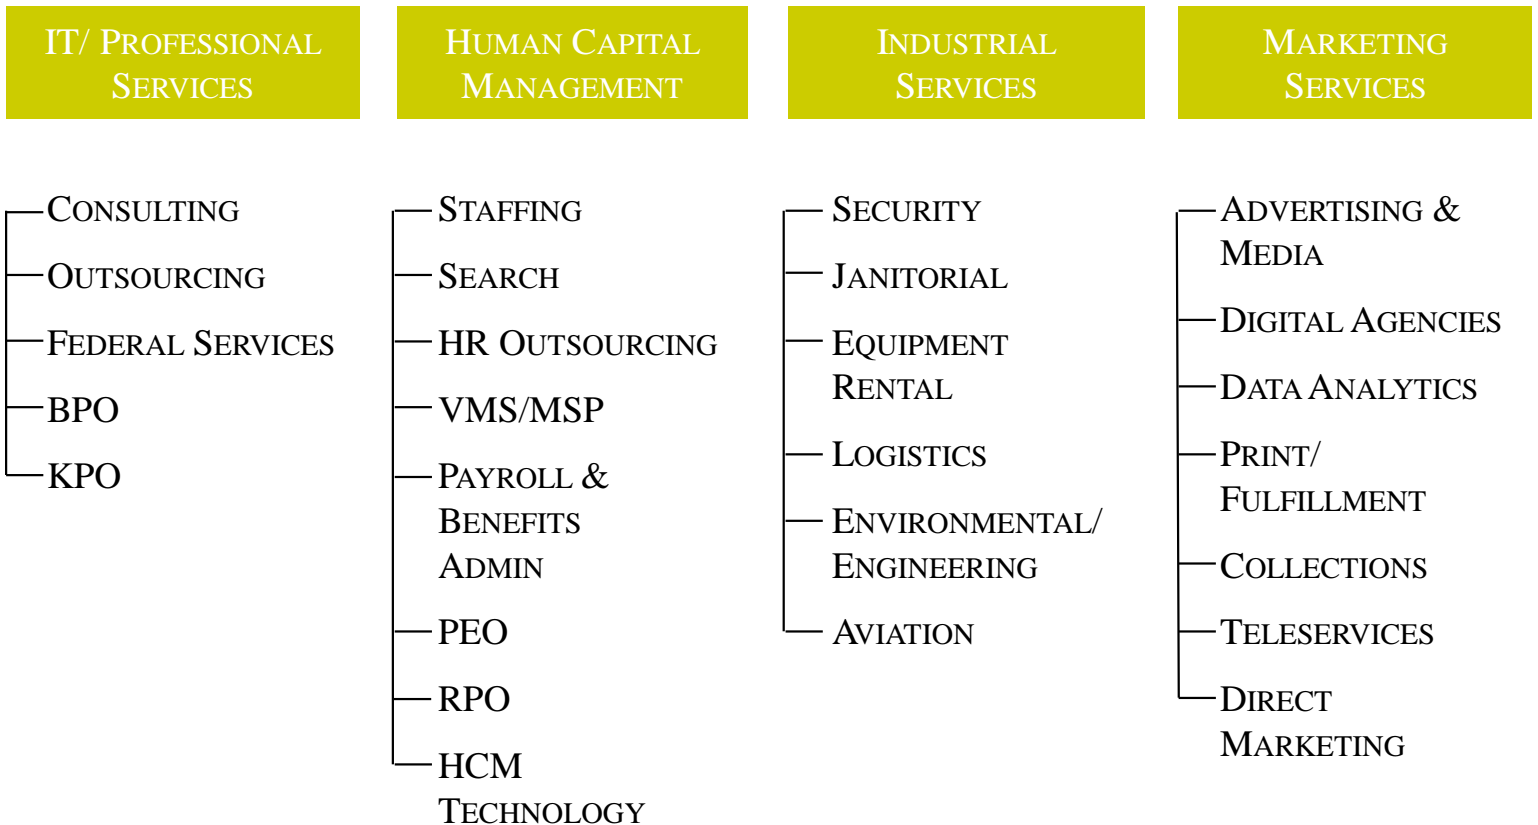 IT/ PROFESSIONAL
SERVICES
HUMAN CAPITAL
MANAGEMENT
INDUSTRIAL
SERVICES
MARKETING
SERVICES
CONSULTING
OUTSOURCING
FEDERAL SERVICES
BPO
KPO
STAFFING
SEARCH
HR OUTSOURCING
VMS/MSP
PAYROLL &
BENEFITS
ADMIN
PEO
RPO
HCM
TECHNOLOGY
SECURITY
JANITORIAL
EQUIPMENT
RENTAL
LOGISTICS
ENVIRONMENTAL/
ENGINEERING
AVIATION
ADVERTISING &
MEDIA
DIGITAL AGENCIES
DATA ANALYTICS
PRINT/
FULFILLMENT
COLLECTIONS
TELESERVICES
DIRECT
MARKETING